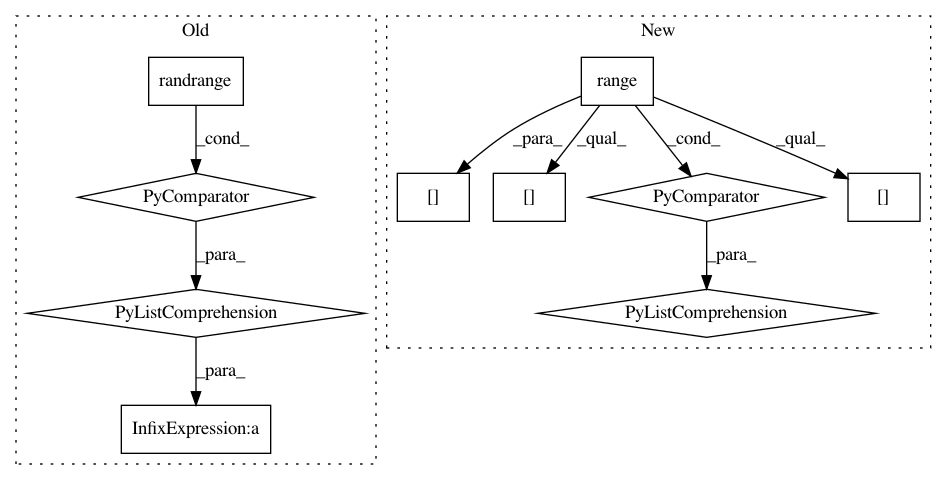 Old
New
randrange
range
_cond_
_para_
_qual_
_cond_
_qual_
PyComparator
[]
[]
PyComparator
[]
_para_
_para_
PyListComprehension
PyListComprehension
_para_
InfixExpression:a